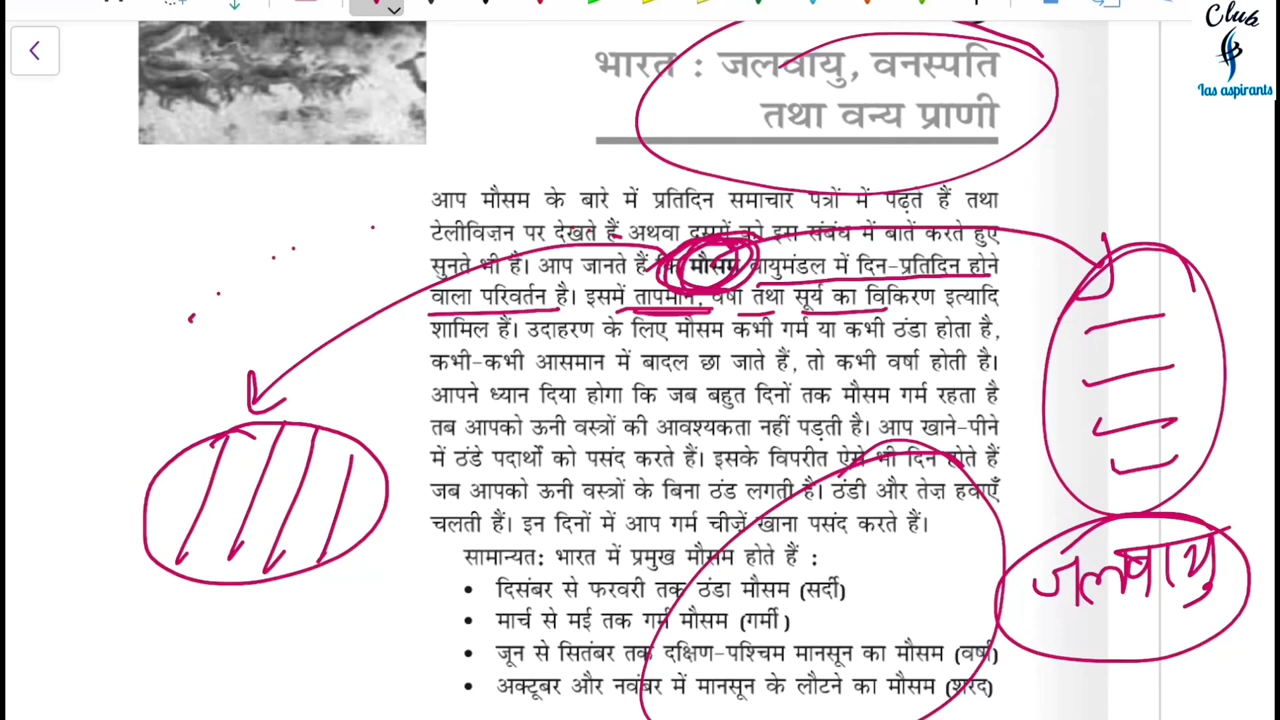 Club
Ias aspirants
भारत : जलवायु, वनस्पति
तथा वन्य प्राणी
आप मौसम के बारे में प्रतिदिन समाचार पत्रों में पढ़ते हैं तथा
टेलीविज़न पर देखते हैं अथवा दूसरों को इस संबंध में बातें करते हुए
सुनते भी हैं। आप जानते हैं कि मौसम वायुमंडल में दिन-प्रतिदिन होने
वाला परिवर्तन है। इसमें तापमान, वर्षा तथा सूर्य का विकिरण इत्यादि
शामिल हैं। उदाहरण के लिए मौसम कभी गर्म या कभी ठंडा होता है,
कभी-कभी आसमान में बादल छा जाते हैं, तो कभी वर्षा होती है।
आपने ध्यान दिया होगा कि जब बहुत दिनों तक मौसम गर्म रहता है
तब आपको ऊनी वस्त्रों की आवश्यकता नहीं पड़ती है। आप खाने-पीने
में ठंडे पदार्थों को पसंद करते हैं। इसके विपरीत ऐसे भी दिन होते हैं
जब आपको ऊनी वस्त्रों के बिना ठंड लगती है। ठंडी और तेज़ हवाएँ
चलती हैं। इन दिनों में आप गर्म चीज़ें खाना पसंद करते हैं।
सामान्यत: भारत में प्रमुख मौसम होते हैं :
• दिसंबर से फरवरी तक ठंडा मौसम (सर्दी)
• मार्च से मई तक गर्म मौसम (गर्मी)
• जून से सितंबर तक दक्षिण-पश्चिम मानसून का मौसम (वर्षा)
• अक्टूबर और नवंबर में मानसून के लौटने का मौसम (शरद)
जलवायु